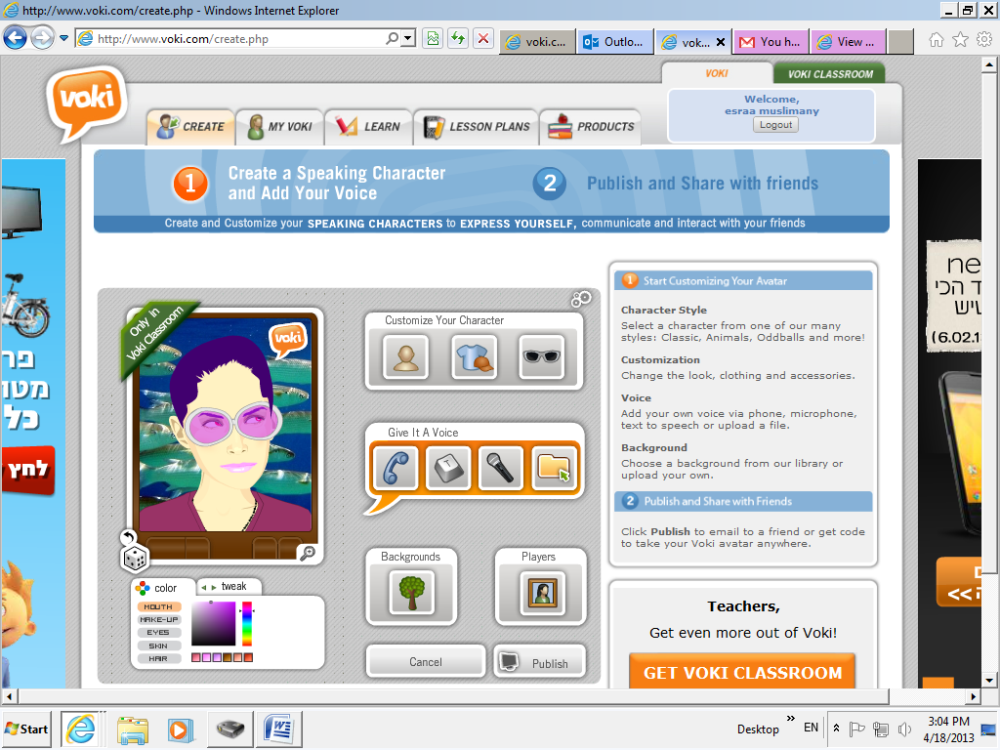 http://www.voki.com/create.php - Windows Internet Explorer
http://www.voki.com/create.php
voki.c...
Outlo...
vok...
You h...
View ...
voki
VOKI
VOKI CLASSROOM
Welcome,
esraa muslimany
Logout
CREATE
MY VOKI
LEARN
LESSON PLANS
PRODUCTS
1
Create a Speaking Character
and Add Your Voice
2
Publish and Share with friends
Create and Customize your SPEAKING CHARACTERS to EXPRESS YOURSELF, communicate and interact with your friends
Only In
Voki Classroom
voki
Customize Your Character
Give It A Voice
Backgrounds
Players
color
tweak
MOUTH
MAKE-UP
EYES
SKIN
HAIR
Cancel
Publish
1 Start Customizing Your Avatar
Character Style
Select a character from one of our many
styles: Classic, Animals, Oddballs and more!
Customization
Change the look, clothing and accessories.
Voice
Add your own voice via phone, microphone,
text to speech or upload a file.
Background
Choose a background from our library or
upload your own.
2 Publish and Share with Friends
Click Publish to email to a friend or get code
to take your Voki avatar anywhere.
Teachers,
Get even more out of Voki!
GET VOKI CLASSROOM
פר
מטו
כל
לחץ
ne
ד הכי
טיש
(6.02.1
>>
Start
Desktop
EN
3:04 PM
4/18/2013